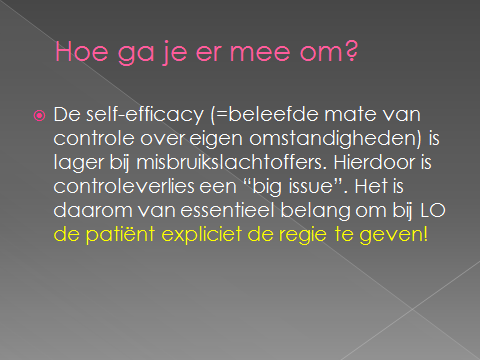 Hoe ga je er mee om?
De self-efficacy (=beleefde mate van
controle over eigen omstandigheden) is
lager bij misbruikslachtoffers. Hierdoor is
controleverlies een “big issue”. Het is
daarom van essentieel belang om bij LO
de patiënt expliciet de regie te geven!